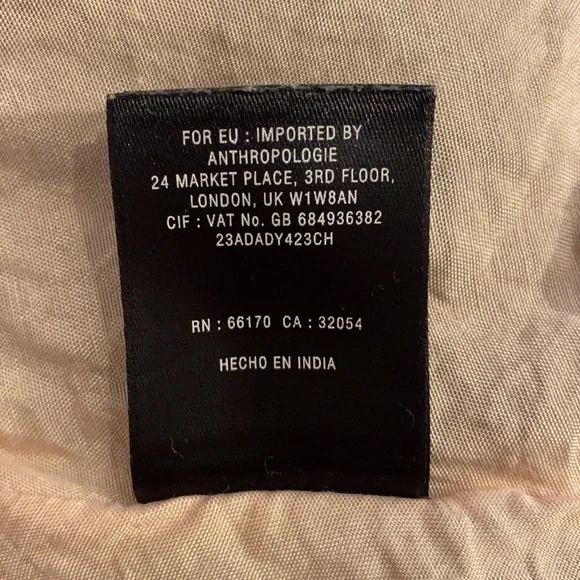 FOR EU : IMPORTED BY
ANTHROPOLOGIE
24 MARKET PLACE, 3RD FLOOR,
LONDON, UK W1W8AN
CIF : VAT No. GB 684936382
23ADADY423CH
RN : 66170 CA : 32054
HECHO EN INDIA